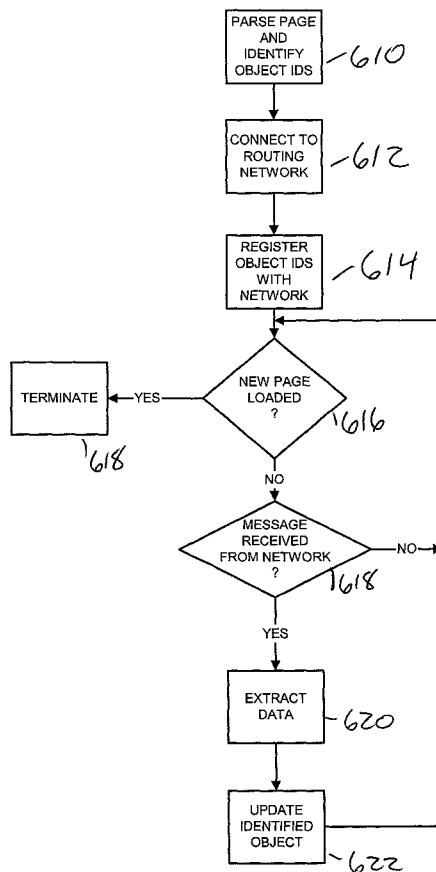 PARSE PAGE
AND
IDENTIFY
OBJECT IDS
610
CONNECT TO
ROUTING
NETWORK
612
REGISTER
OBJECT IDS
WITH
NETWORK
614
NEW PAGE
LOADED
?
616
YES
TERMINATE
618
NO
MESSAGE
RECEIVED
FROM NETWORK
?
618
NO
YES
EXTRACT
DATA
620
UPDATE
IDENTIFIED
OBJECT
622